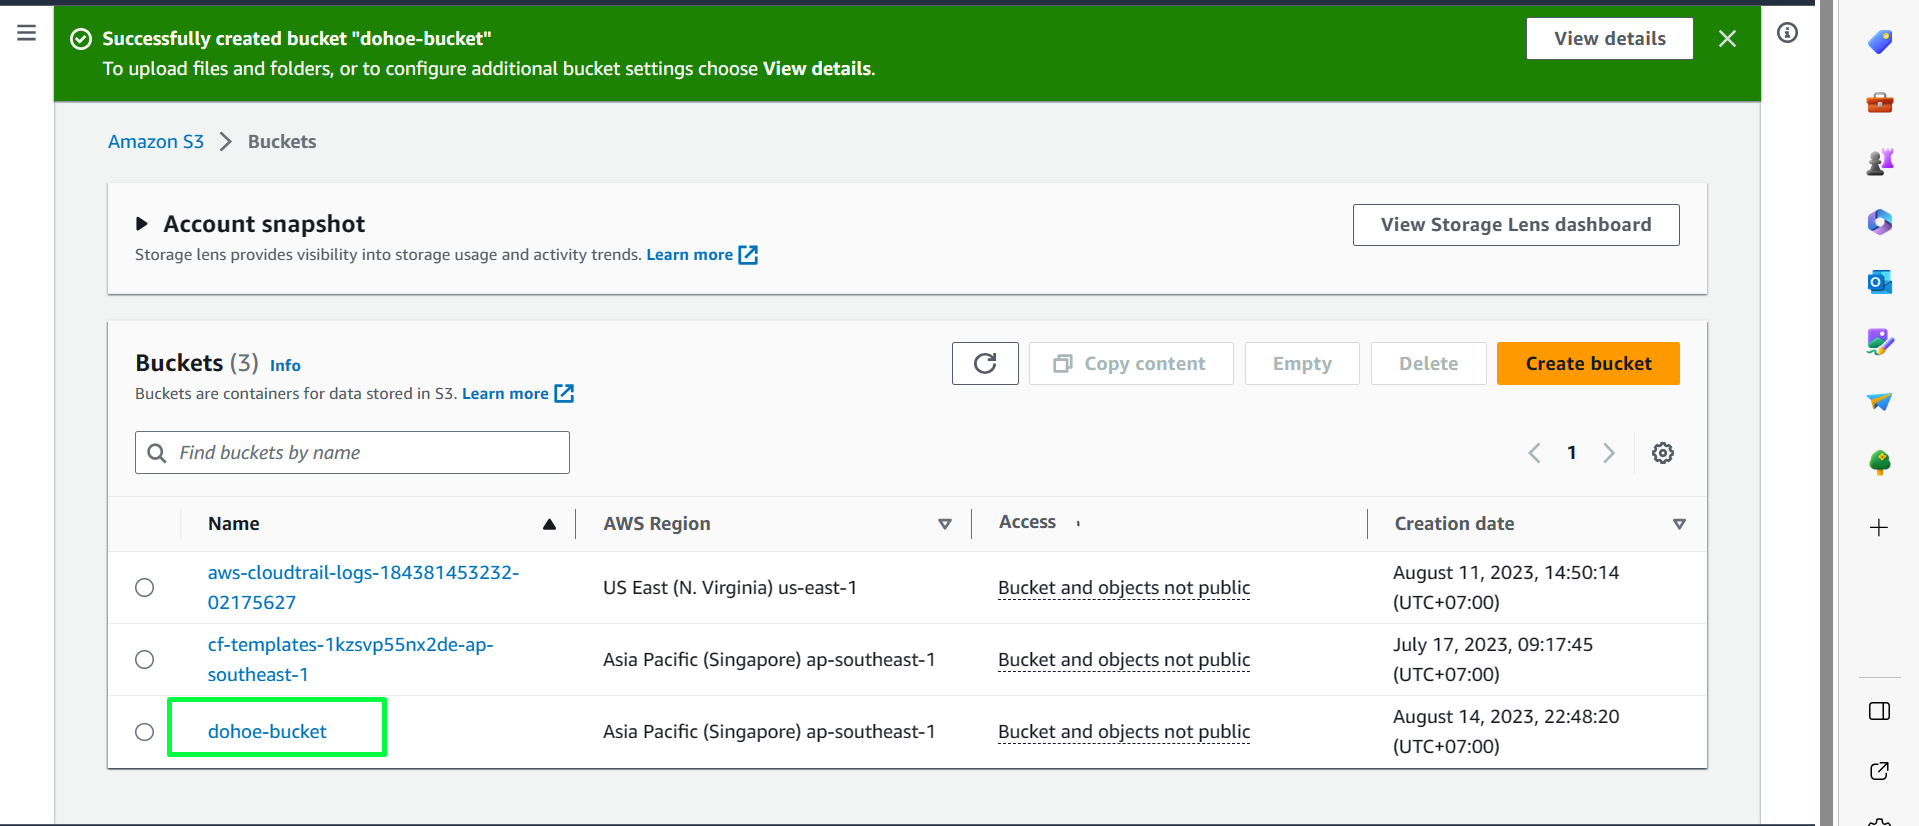 Successfully created bucket "dohoe-bucket"
To upload files and folders, or to configure additional bucket settings choose View details.
View details
Amazon S3 > Buckets
Account snapshot
Storage lens provides visibility into storage usage and activity trends. Learn more
View Storage Lens dashboard
Buckets (3) Info
Buckets are containers for data stored in S3. Learn more
Copy content
Empty
Delete
Create bucket
Find buckets by name
1
Name
AWS Region
Access
Creation date
aws-cloudtrail-logs-184381453232-
02175627
US East (N. Virginia) us-east-1
Bucket and objects not public
August 11, 2023, 14:50:14
(UTC+07:00)
cf-templates-1kzsvp55nx2de-ap-
southeast-1
Asia Pacific (Singapore) ap-southeast-1
Bucket and objects not public
July 17, 2023, 09:17:45
(UTC+07:00)
dohoe-bucket
Asia Pacific (Singapore) ap-southeast-1
Bucket and objects not public
August 14, 2023, 22:48:20
(UTC+07:00)